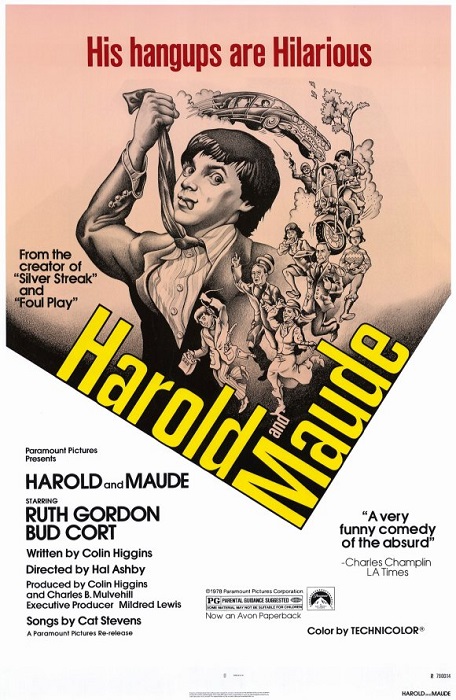 His hangups are Hilarious
From the
creator of
"Silver Streak"
and
"Foul Play"
Harold
and
Maude
Paramount Pictures
Presents
HAROLD and MAUDE
STARRING
RUTH GORDON
BUD CORT
Written by Colin Higgins
Directed by Hal Ashby
Produced by Colin Higgins
and Charles B. Mulvehill
Executive Producer Mildred Lewis
Songs by Cat Stevens
A Paramount Pictures Re-release
"A very
funny comedy
of the absurd"
-Charles Champlin
LA Times
©1978 Paramount Pictures Corporation
PG PARENTAL GUIDANCE SUGGESTED
SOME MATERIAL MAY NOT BE SUITABLE FOR CHILDREN
Now an Avon Paperback
Color by TECHNICOLOR®
HAROLD and MAUDE